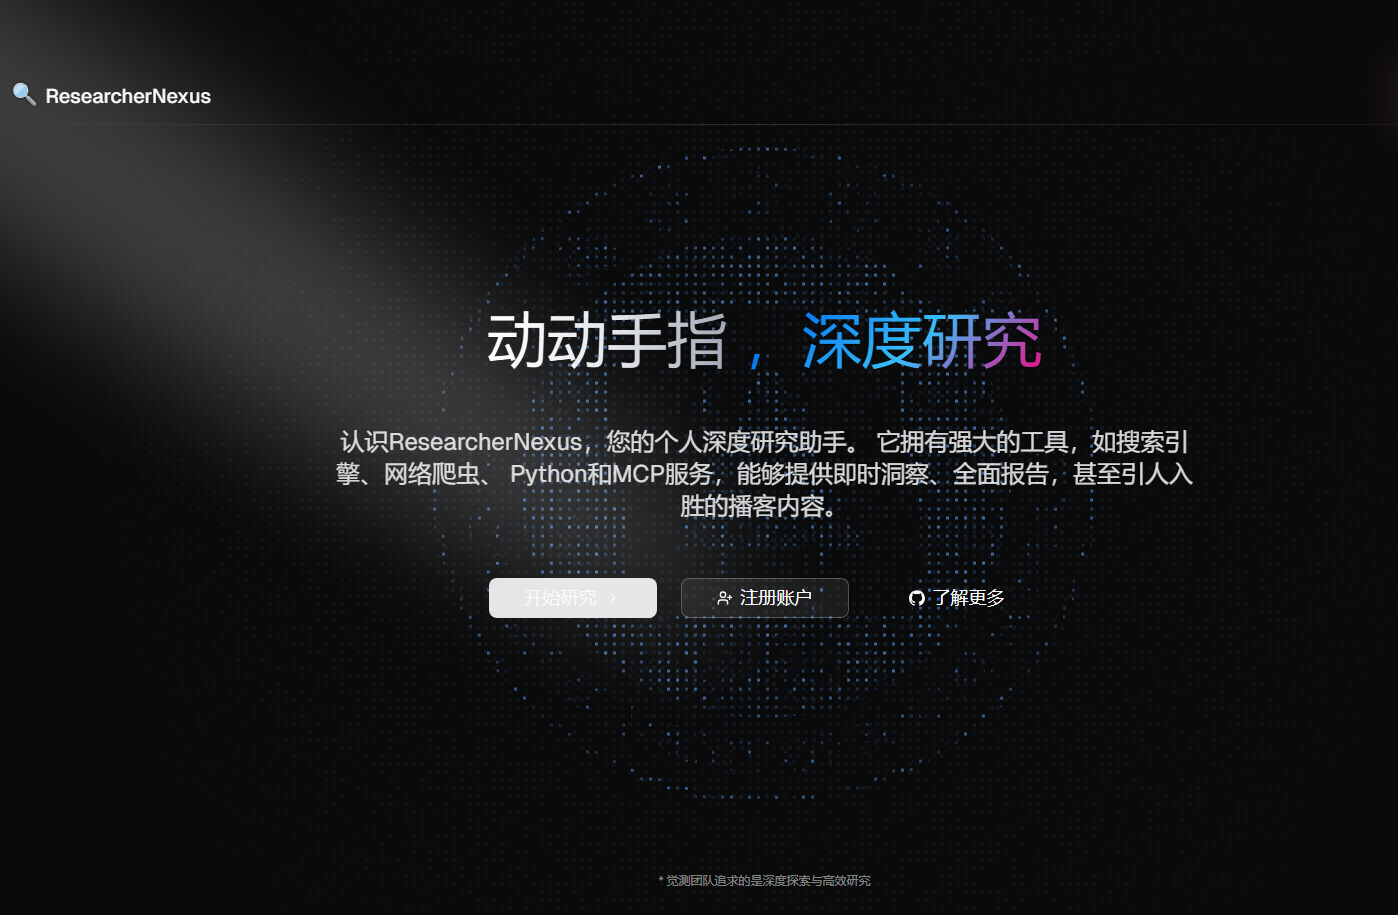 ResearcherNexus
动动手指，深度研究
认识ResearcherNexus，您的个人深度研究助手。 它拥有强大的工具，如搜索引
擎、网络爬虫、 Python和MCP服务，能够提供即时洞察、全面报告，甚至引人入
胜的播客内容。
开始研究
注册账户
了解更多
* 觉测团队追求的是深度探索与高效研究